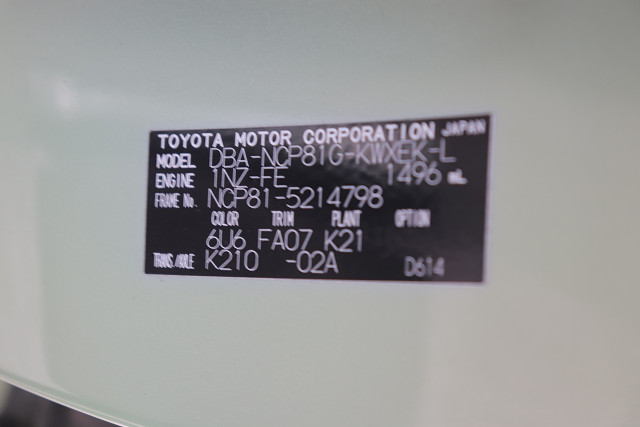 TOYOTA MOTOR CORPORATION JAPAN
MODEL DBA-NCP81G-KWXEK-L
ENGINE 1NZ-FE 1496 mL
FRAME No. NCP81-5214798
COLOR TRIM PLANT OPTION
6U6 FA07 K21
TRANS./AXLE K210 -02A D614